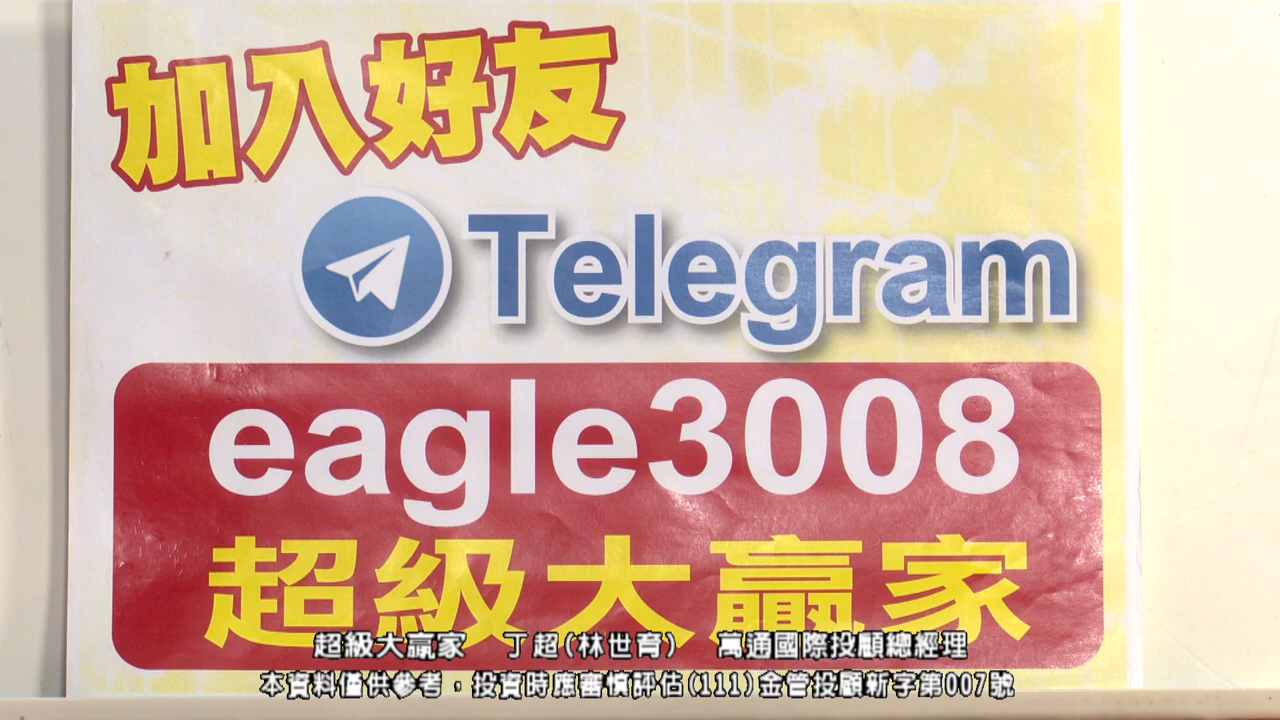 加入好友
Telegram
eagle3008
超級大贏家
超級大贏家 丁超(林世育) 萬通國際投顧總經理
本資料僅供參考，投資時應審慎評估(111)金管投顧新字第007號